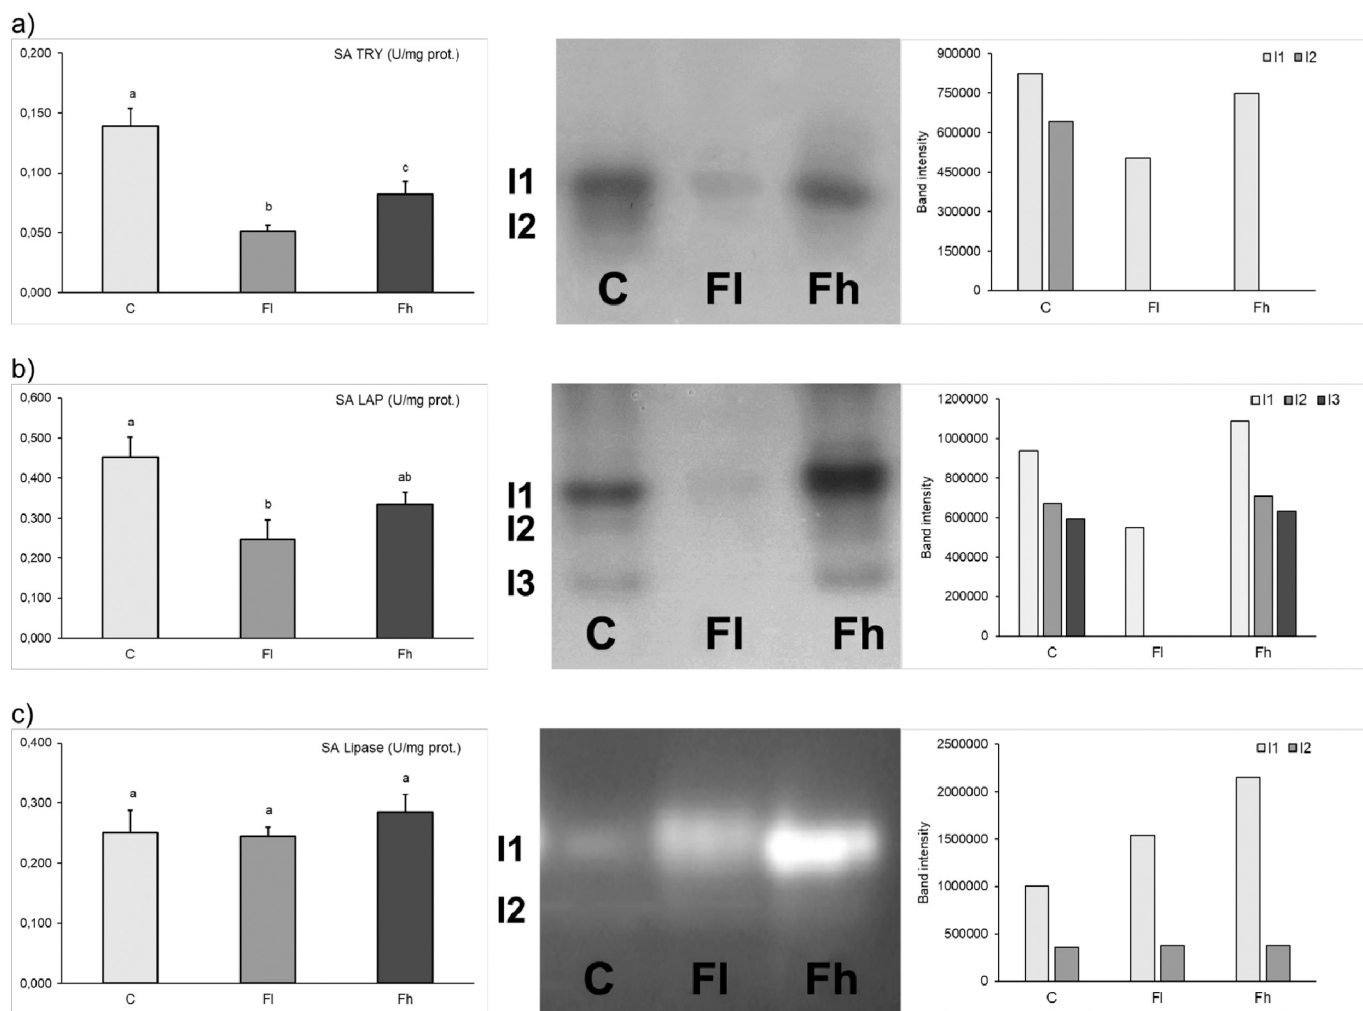 a)
SA TRY (U/mg prot.)
0,200
0,150
0,100
0,050
0,000
a
b
c
C Fl Fh
I1
I2
C Fl Fh
I1 I2
Band intensity
900000
750000
600000
450000
300000
150000
0
C Fl Fh
b)
SA LAP (U/mg prot.)
0,600
0,500
0,400
0,300
0,200
0,100
0,000
a
b
ab
C Fl Fh
I1
I2
I3
C Fl Fh
I1 I2 I3
Band intensity
1200000
1000000
800000
600000
400000
200000
0
C Fl Fh
c)
SA Lipase (U/mg prot.)
0,400
0,300
0,200
0,100
0,000
a
a
a
C Fl Fh
I1
I2
C Fl Fh
I1 I2
Band intensity
2500000
2000000
1500000
1000000
500000
0
C Fl Fh